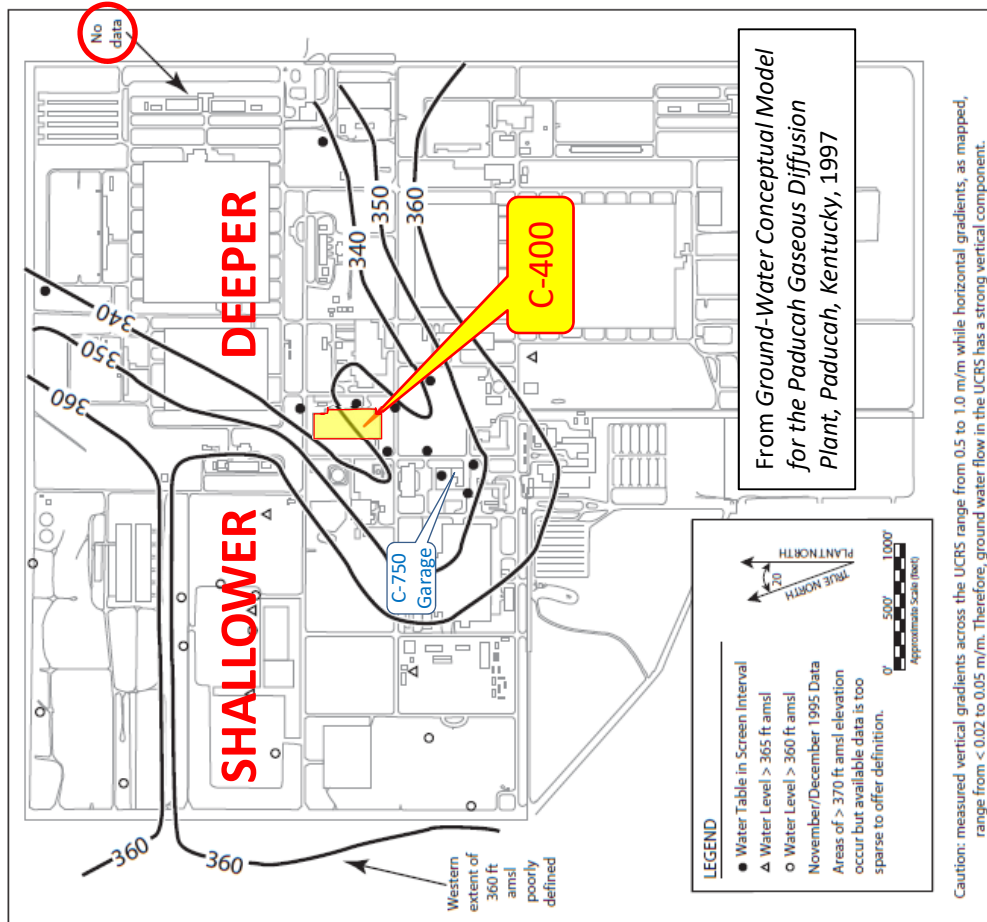 No
data
SHALLOWER
DEEPER
360
350
340
340
350
360
360
360
C-400
C-750
Garage
Western
extent of
360 ft
amsl
poorly
defined
From Ground-Water Conceptual Model
for the Paducah Gaseous Diffusion
Plant, Paducah, Kentucky, 1997
LEGEND
Water Table in Screen Interval
Water Level > 365 ft amsl
Water Level > 360 ft amsl
November/December 1995 Data
Areas of > 370 ft amsl elevation
occur but available data is too
sparse to offer definition.
TRUE NORTH
20
PLANT NORTH
0' 500' 1000'
Approximate Scale (feet)
Caution: measured vertical gradients across the UCRS range from 0.5 to 1.0 m/m while horizontal gradients, as mapped,
range from < 0.02 to 0.05 m/m. Therefore, ground water flow in the UCRS has a strong vertical component.